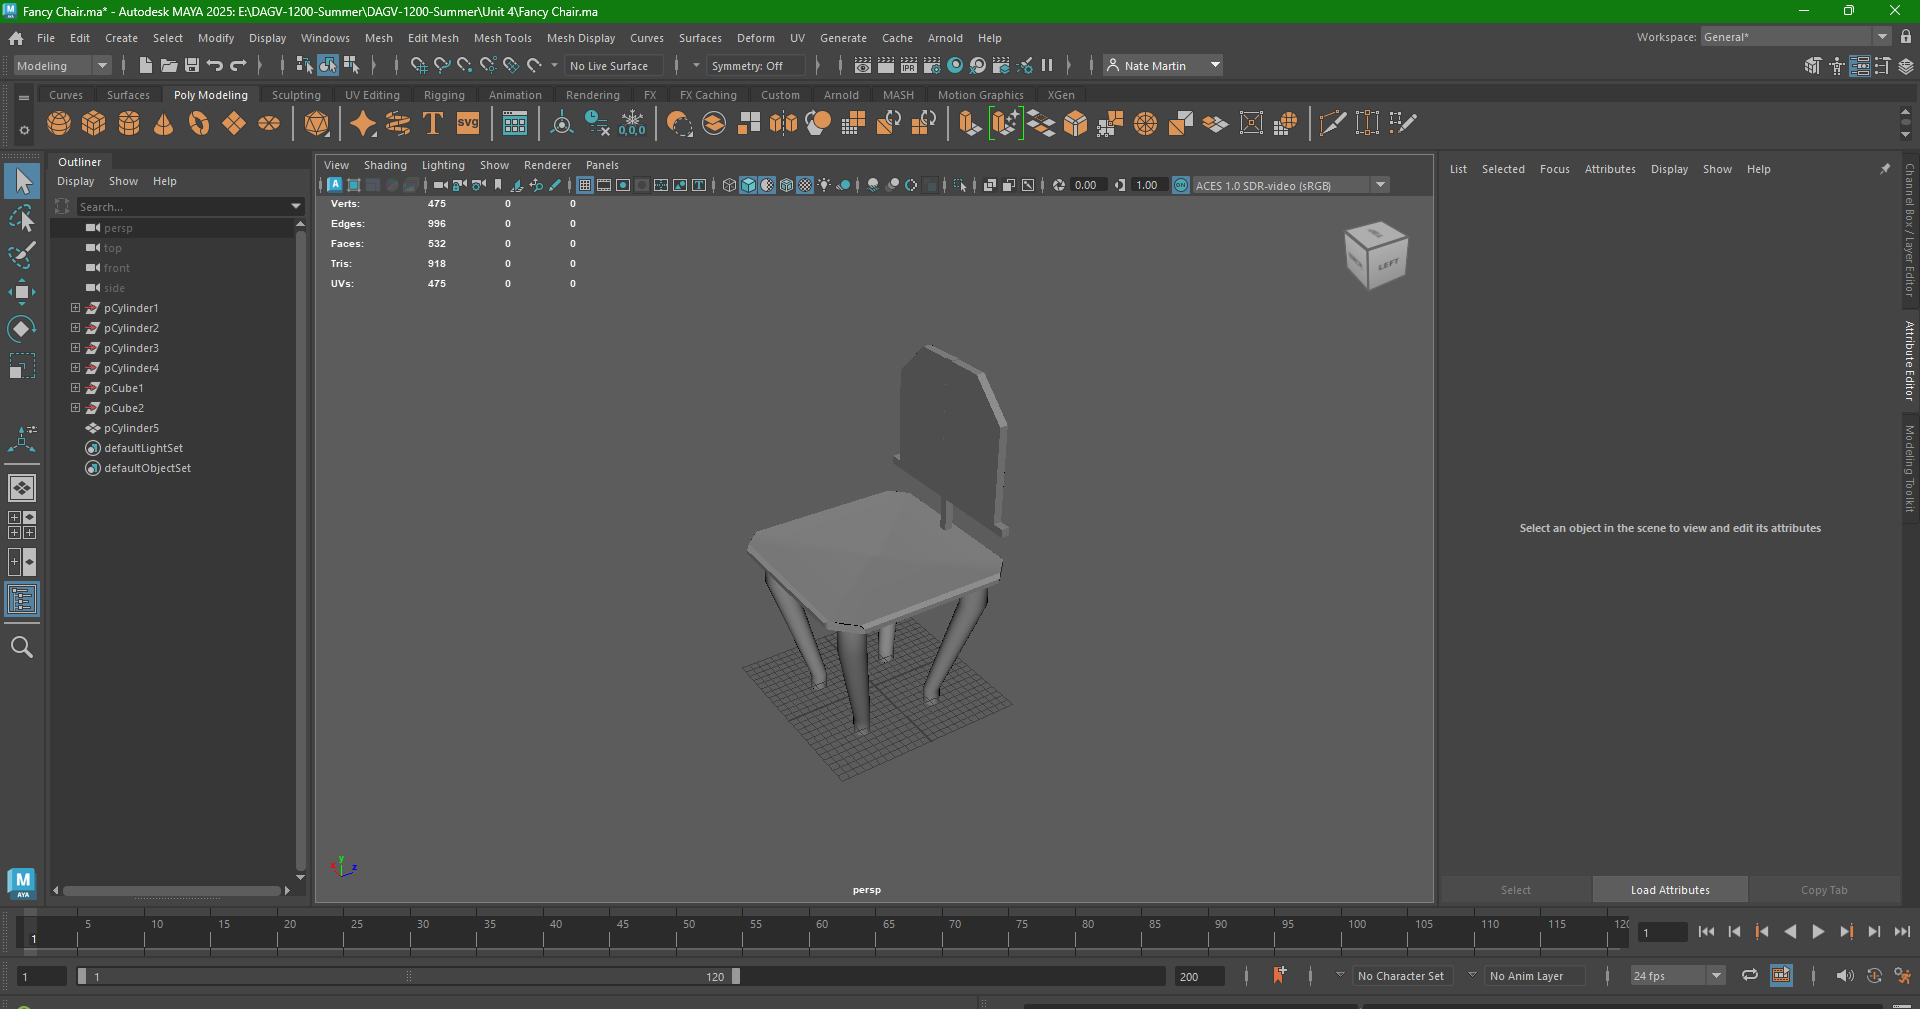 Fancy Chair.ma* - Autodesk MAYA 2025: E:\DAGV-1200-Summer\DAGV-1200-Summer\Unit 4\Fancy Chair.ma
File Edit Create Select Modify Display Windows Mesh Edit Mesh Mesh Tools Mesh Display Curves Surfaces Deform UV Generate Cache Arnold Help Workspace: General*
Modeling No Live Surface Symmetry: Off IPR Nate Martin
Curves Surfaces Poly Modeling Sculpting UV Editing Rigging Animation Rendering FX FX Caching Custom Arnold MASH Motion Graphics XGen
T SVG 0,0,0
Outliner
Display Show Help
Search...
persp
top
front
side
pCylinder1
pCylinder2
pCylinder3
pCylinder4
pCube1
pCube2
pCylinder5
defaultLightSet
defaultObjectSet
View Shading Lighting Show Renderer Panels
0.00 1.00 ACES 1.0 SDR-video (sRGB)
Verts: 475 0 0
Edges: 996 0 0
Faces: 532 0 0
Tris: 918 0 0
UVs: 475 0 0
LEFT
y
x
z
persp
List Selected Focus Attributes Display Show Help
Select an object in the scene to view and edit its attributes
Select Load Attributes Copy Tab
Channel Box / Layer Editor
Attribute Editor
Modeling Toolkit
M
AYA
5 10 15 20 25 30 35 40 45 50 55 60 65 70 75 80 85 90 95 100 105 110 115 120
1
1
1 1 120 200 No Character Set No Anim Layer 24 fps